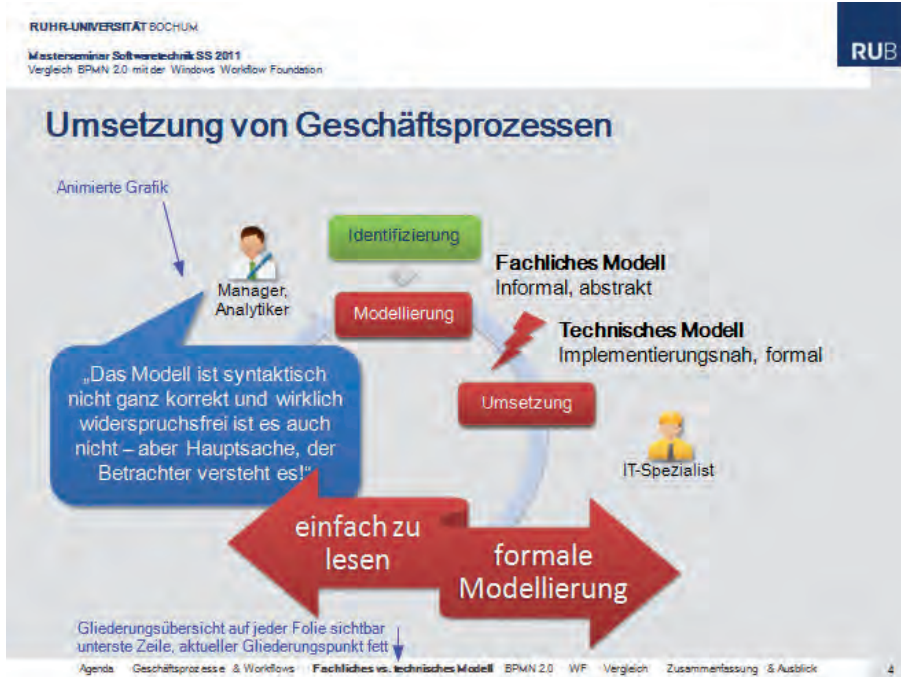 RUHR-UNIVERSITÄT BOCHUM
Masterseminar Softwaretechnik SS 2011
Vergleich BPMN 2.0 mit der Windows Workflow Foundation
RUB
Umsetzung von Geschäftsprozessen
Animierte Grafik
Identifizierung
Manager,
Analytiker
Modellierung
Fachliches Modell
Informal, abstrakt
Technisches Modell
Implementierungsnah, formal
„Das Modell ist syntaktisch
nicht ganz korrekt und wirklich
widerspruchsfrei ist es auch
nicht – aber Hauptsache, der
Betrachter versteht es!“
Umsetzung
IT-Spezialist
einfach zu
lesen
formale
Modellierung
Gliederungsübersicht auf jeder Folie sichtbar
unterste Zeile, aktueller Gliederungspunkt fett
Agenda Geschäftsprozesse & Workflows Fachliches vs. technisches Modell BPMN 2.0 WF Vergleich Zusammenfassung & Ausblick 4